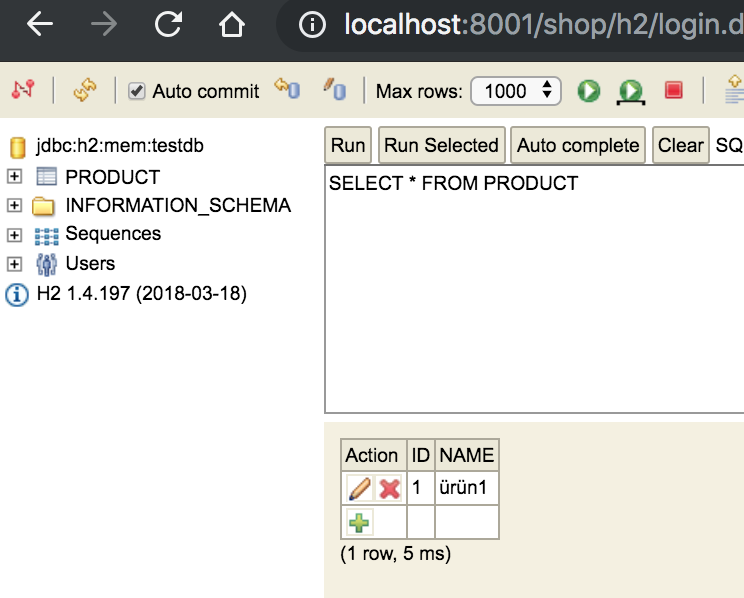 localhost:8001/shop/h2/login.d
Auto commit
Max rows: 1000
jdbc:h2:mem:testdb
PRODUCT
INFORMATION_SCHEMA
Sequences
Users
H2 1.4.197 (2018-03-18)
Run Run Selected Auto complete Clear SQ
SELECT * FROM PRODUCT
Action ID NAME
1 ürün1
(1 row, 5 ms)